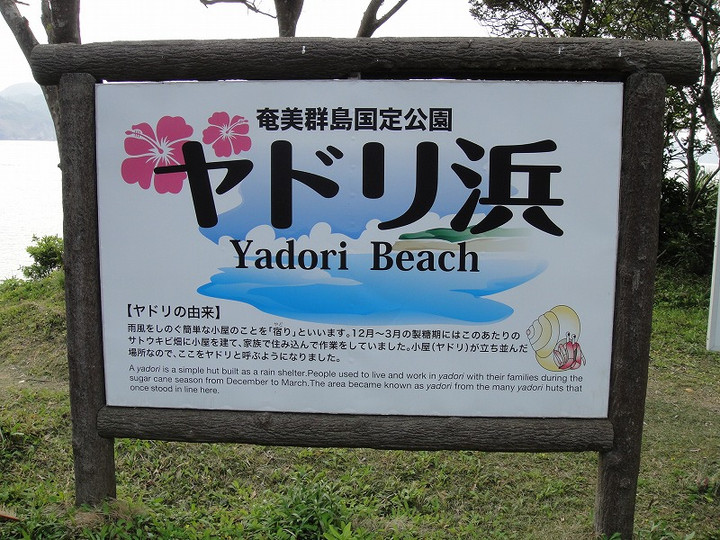 奄美群島国定公園
ヤドリ浜
Yadori Beach
【ヤドリの由来】
雨風をしのぐ簡単な小屋のことを「宿り」といいます。12月〜3月の製糖期にはこのあたりの
サトウキビ畑に小屋を建て、家族で住み込んで作業をしていました。小屋(ヤドリ)が立ち並んだ
場所なので、ここをヤドリと呼ぶようになりました。
A yadori is a simple hut built as a rain shelter.People used to live and work in yadori with their families during the
sugar cane season from December to March.The area became known as yadori from the many yadori huts that
once stood in line here.